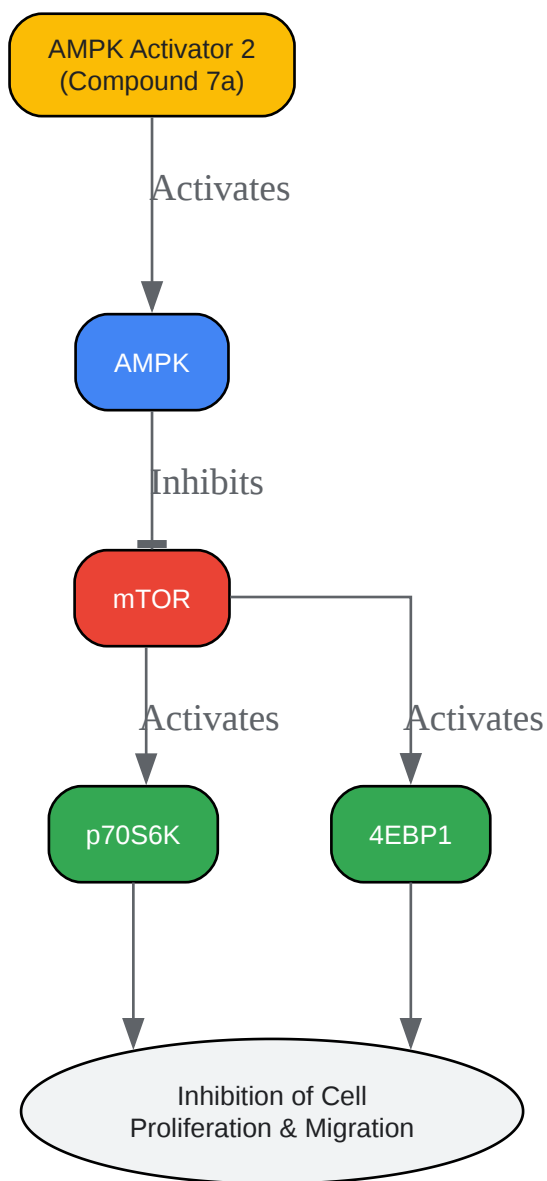 AMPK Activator 2
(Compound 7a)
Activates
AMPK
Inhibits
mTOR
Activates
Activates
p70S6K
4EBP1
Inhibition of Cell
Proliferation & Migration